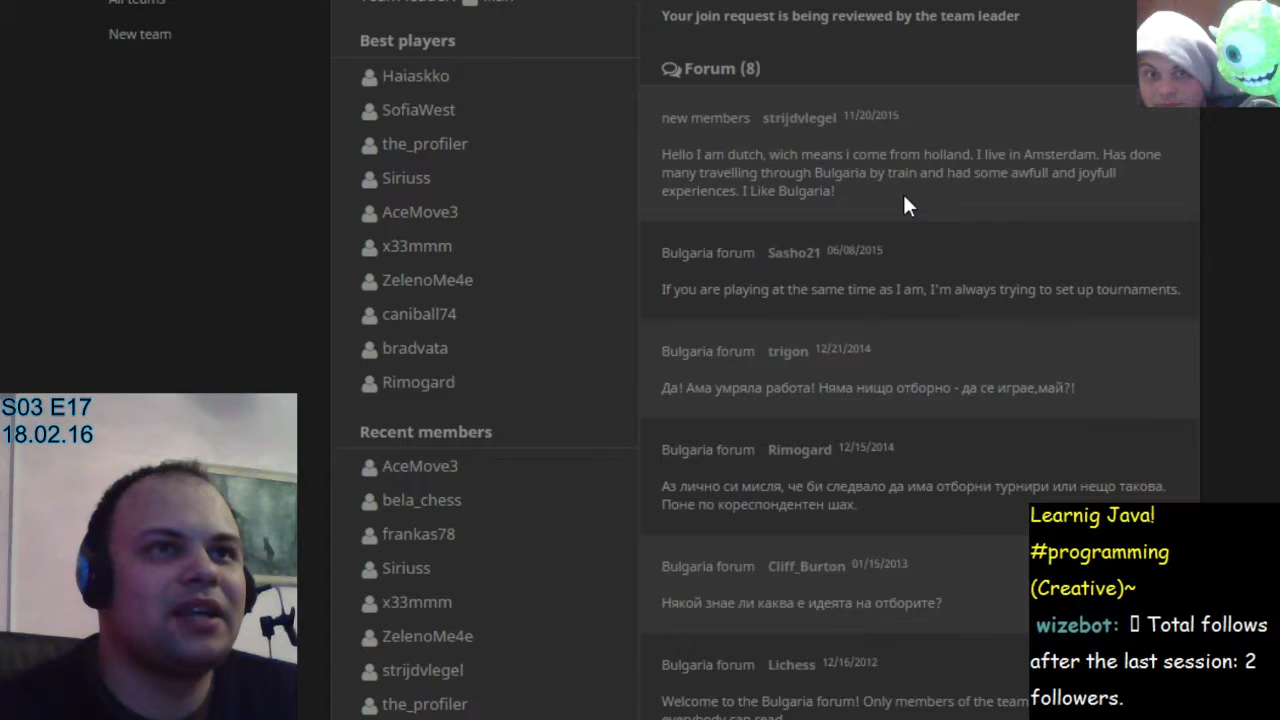 New team
Best players
Haiaskko
SofiaWest
the_profiler
Siriuss
AceMove3
x33mmm
ZelenoMe4e
caniball74
bradvata
Rimogard
Recent members
AceMove3
bela_chess
frankas78
Siriuss
x33mmm
ZelenoMe4e
strijdvlegel
the_profiler
Your join request is being reviewed by the team leader
Forum (8)
new members strijdvlegel 11/20/2015
Hello I am dutch, wich means i come from holland. I live in Amsterdam. Has done
many travelling through Bulgaria by train and had some awfull and joyfull
experiences. I Like Bulgaria!
Bulgaria forum Sasho21 06/08/2015
If you are playing at the same time as I am, I'm always trying to set up tournaments.
Bulgaria forum trigon 12/21/2014
Да! Ама умряла работа! Няма нищо отборно - да се играе,май?!
Bulgaria forum Rimogard 12/15/2014
Аз лично си мисля, че би следвало да има отборни турнири или нещо такова.
Поне по кореспондентен шах.
Bulgaria forum Cliff_Burton 01/15/2013
Някой знае ли каква е идеята на отборите?
Bulgaria forum Lichess 12/16/2012
Welcome to the Bulgaria forum! Only members of the team
S03 E17
18.02.16
Learnig Java!
#programming
(Creative)~
wizebot: Total follows
after the last session: 2
followers.